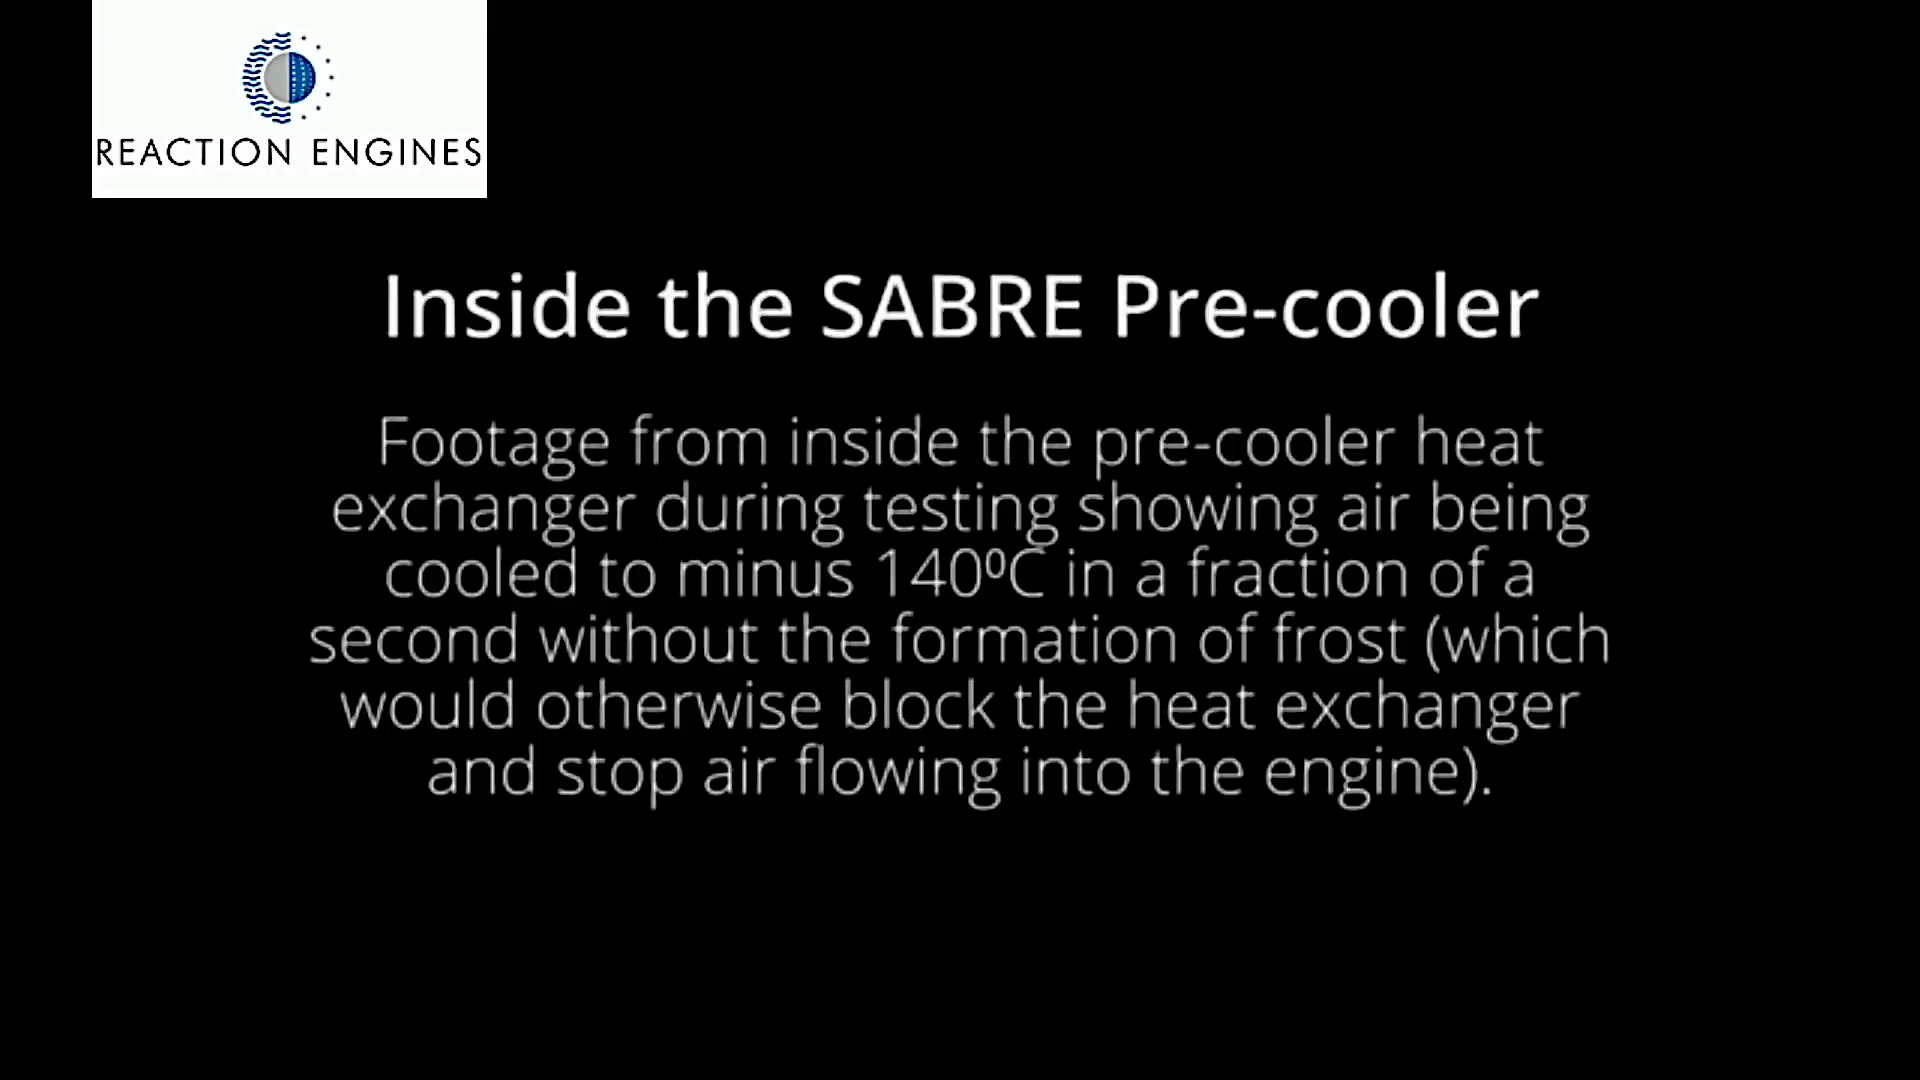 REACTION ENGINES
Inside the SABRE Pre-cooler
Footage from inside the pre-cooler heat
exchanger during testing showing air being
cooled to minus 140⁰C in a fraction of a
second without the formation of frost (which
would otherwise block the heat exchanger
and stop air flowing into the engine).